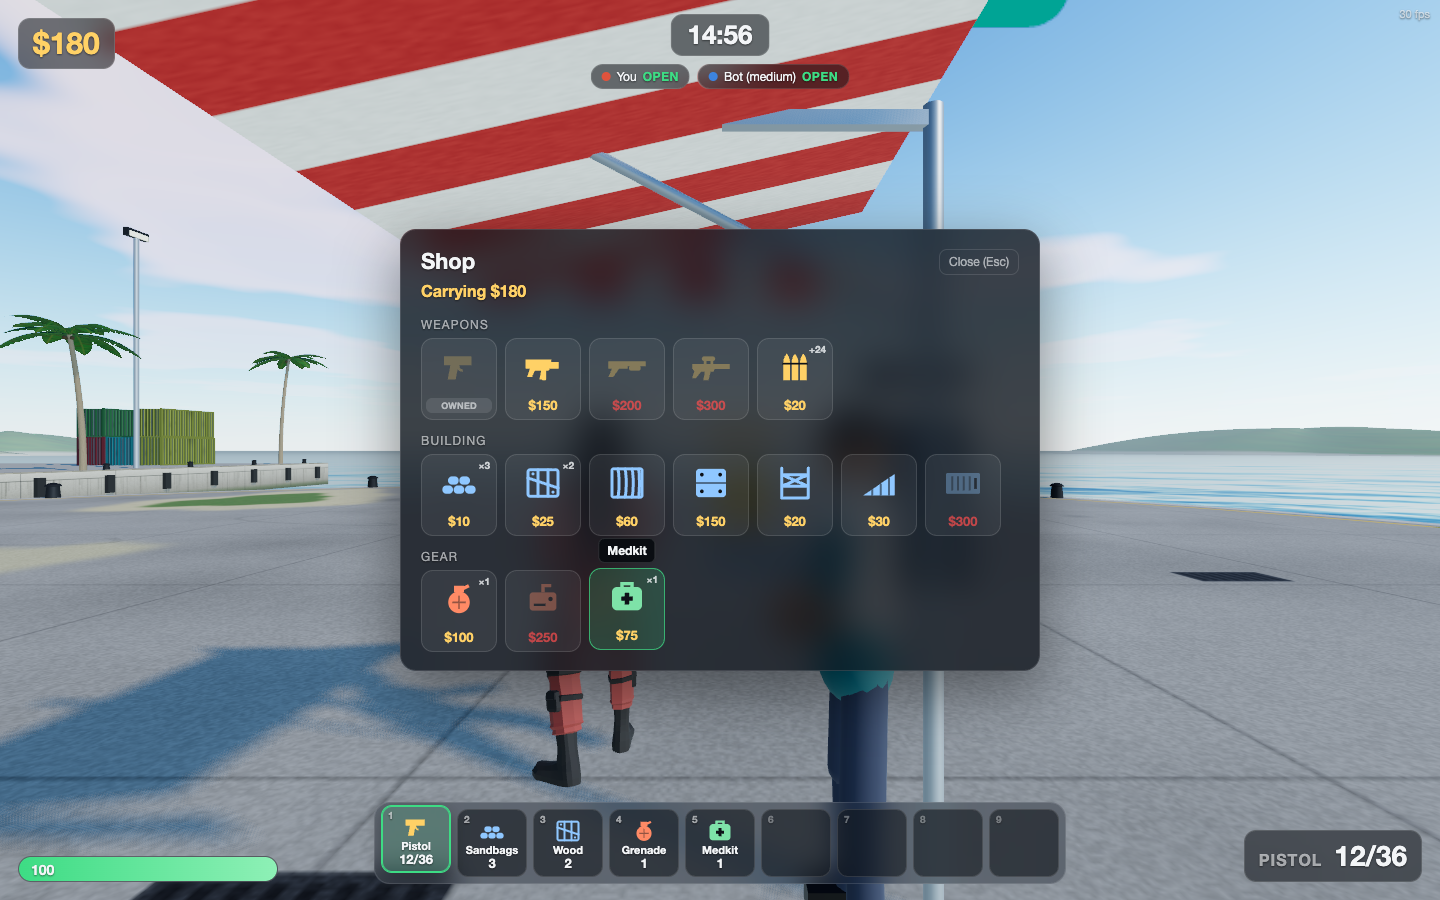 $180
14:56
30 fps
You OPEN
Bot (medium) OPEN
Shop
Close (Esc)
Carrying $180
WEAPONS
+24
OWNED
$150
$200
$300
$20
BUILDING
×3
×2
$10
$25
$60
$150
$20
$30
$300
GEAR
Medkit
×1
×1
$100
$250
$75
1
Pistol
12/36
2
Sandbags
3
3
Wood
2
4
Grenade
1
5
Medkit
1
6
7
8
9
100
PISTOL 12/36